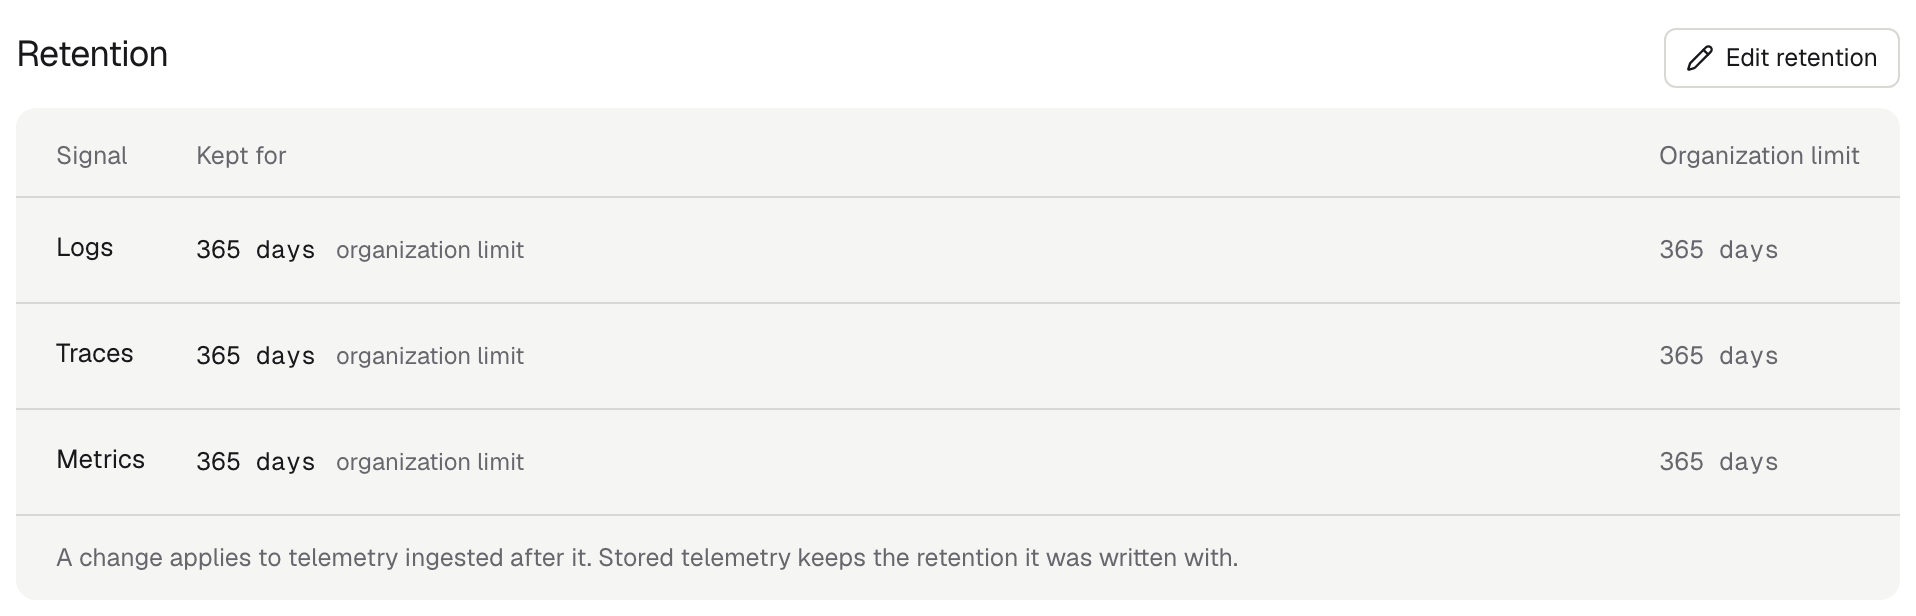 Retention
Edit retention
Signal Kept for Organization limit
Logs 365 days organization limit 365 days
Traces 365 days organization limit 365 days
Metrics 365 days organization limit 365 days
A change applies to telemetry ingested after it. Stored telemetry keeps the retention it was written with.